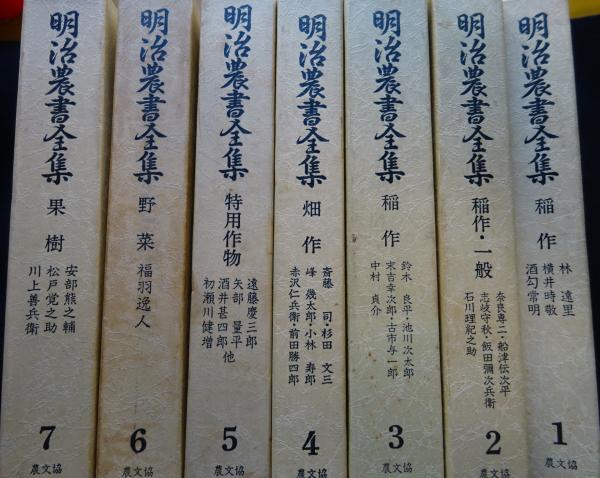 明治農書全集
稲作
林 遠里
横井時敬
酒匂常明
1
農文協
明治農書全集
稲作・一般
奈良専二・船津伝次平
志岐守秋・飯田彌次兵衛
石川理紀之助
2
農文協
明治農書全集
稲作
鈴木 良平・池川次太郎
末吉幸次郎・古市与一郎
中村 貞介
3
農文協
明治農書全集
畑作
斎藤 司・杉田 文三
峰 幾太郎・小林 寿郎
赤沢仁兵衛・前田勝四郎
4
農文協
明治農書全集
特用作物
遠藤慶三郎
矢部 量平
酒井甚四郎 他
初瀬川健増
5
農文協
明治農書全集
野菜
福羽逸人
6
農文協
明治農書全集
果樹
安部熊之輔
松戸覚之助
川上善兵衛
7
農文協